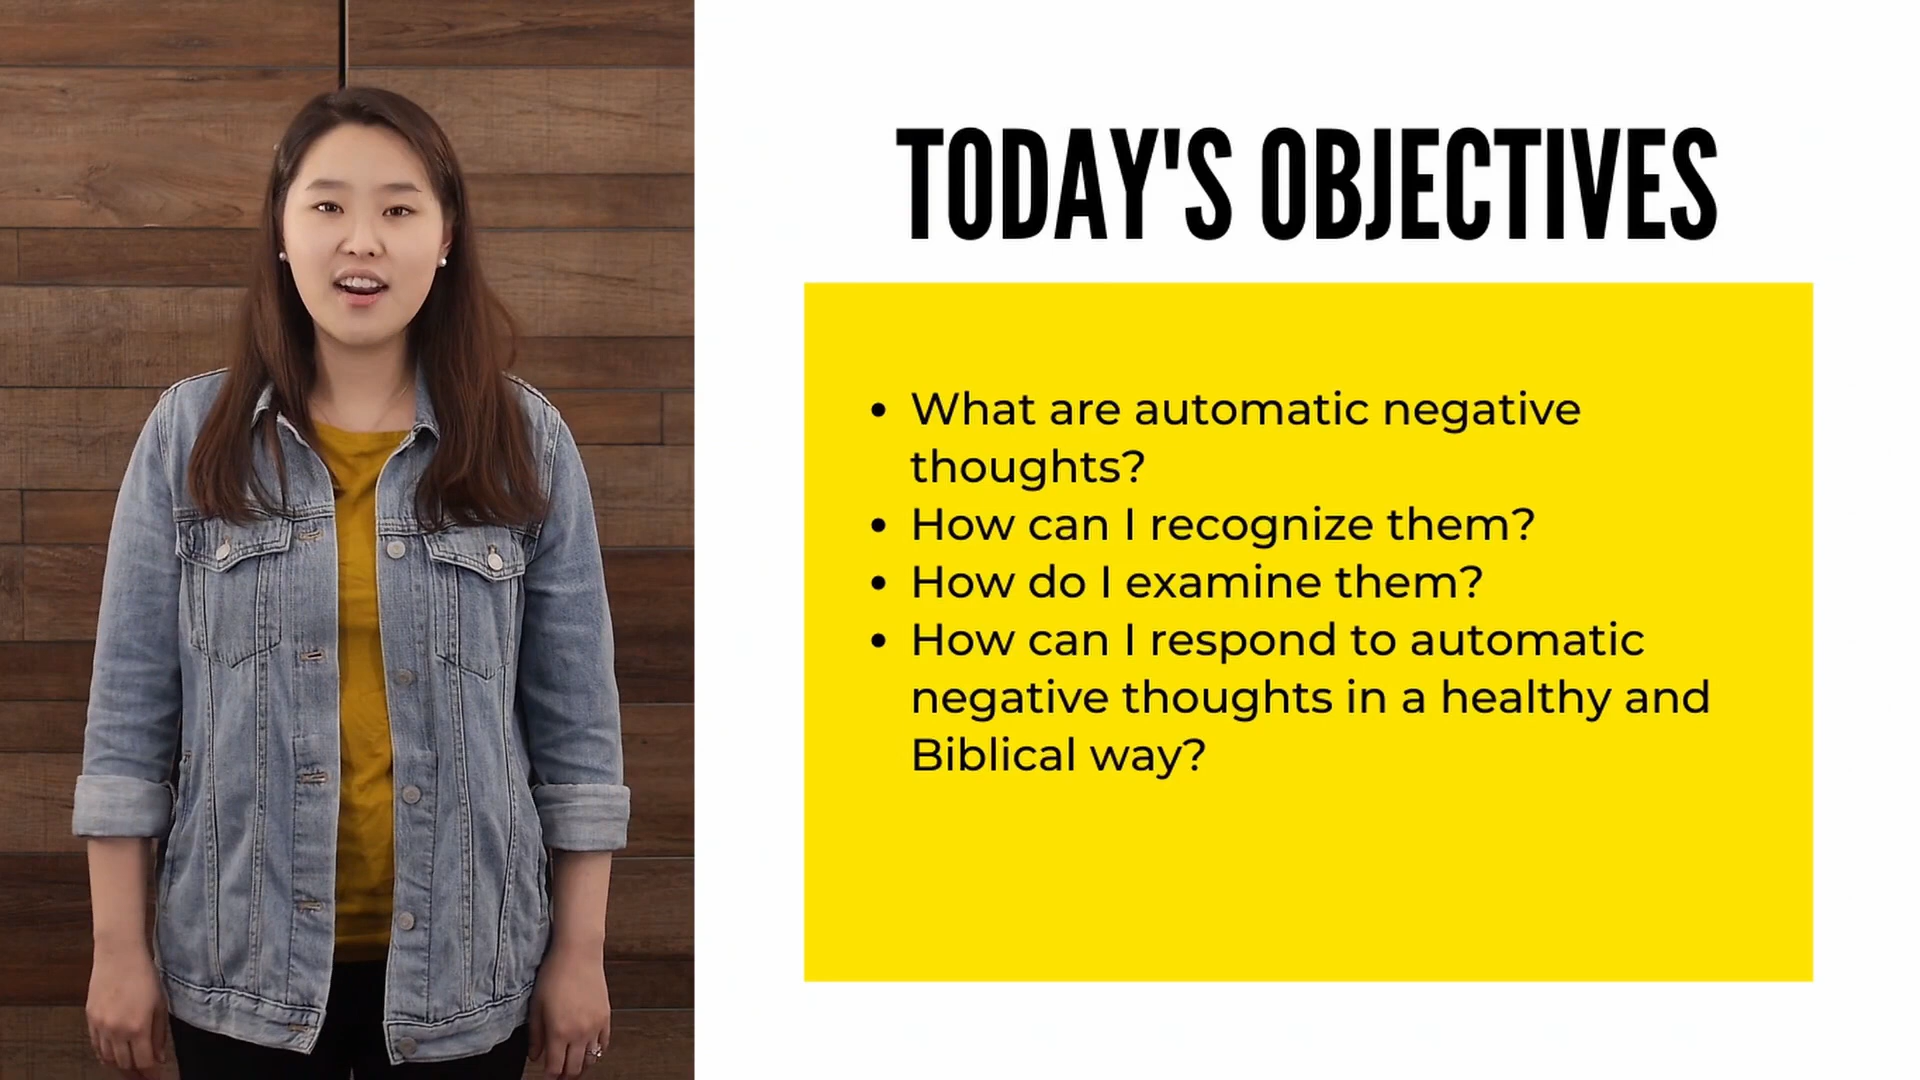 TODAY'S OBJECTIVES
• What are automatic negative
thoughts?
• How can I recognize them?
• How do I examine them?
• How can I respond to automatic
negative thoughts in a healthy and
Biblical way?